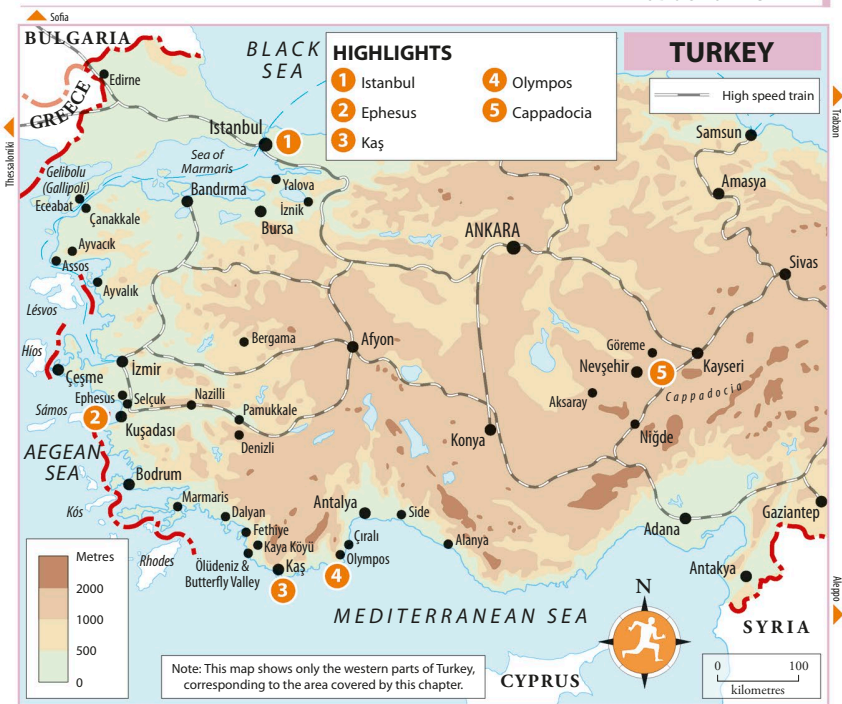 Sofia
BULGARIA
BLACK
SEA
HIGHLIGHTS
1 Istanbul
2 Ephesus
3 Kaş
4 Olympos
5 Cappadocia
TURKEY
High speed train
Trabzon
Thessaloniki
Edirne
GREECE
Istanbul
1
Samsun
Sea of
Marmaris
Gelibolu
(Gallipoli)
Eceabat
Çanakkale
Bandırma
Yalova
İznik
Bursa
Amasya
ANKARA
Ayvacık
Assos
Ayvalık
Sivas
Lésvos
Bergama
Afyon
Göreme
Nevşehir
5
Kayseri
Cappadocia
Híos
Çeşme
İzmir
Ephesus
Selçuk
Nazilli
Pamukkale
Aksaray
Sámos
2
Kuşadası
Denizli
Konya
Niğde
AEGEAN
SEA
Bodrum
Kós
Marmaris
Dalyan
Antalya
Side
Adana
Gaziantep
Fethiye
Kaya Köyü
Çıralı
Olympos
Alanya
Rhodes
Ölüdeniz &
Butterfly Valley
Kaş
3
4
Antakya
Aleppo
Metres
2000
1000
500
0
MEDITERRANEAN SEA
N
SYRIA
Note: This map shows only the western parts of Turkey,
corresponding to the area covered by this chapter.
CYPRUS
0 100
kilometres